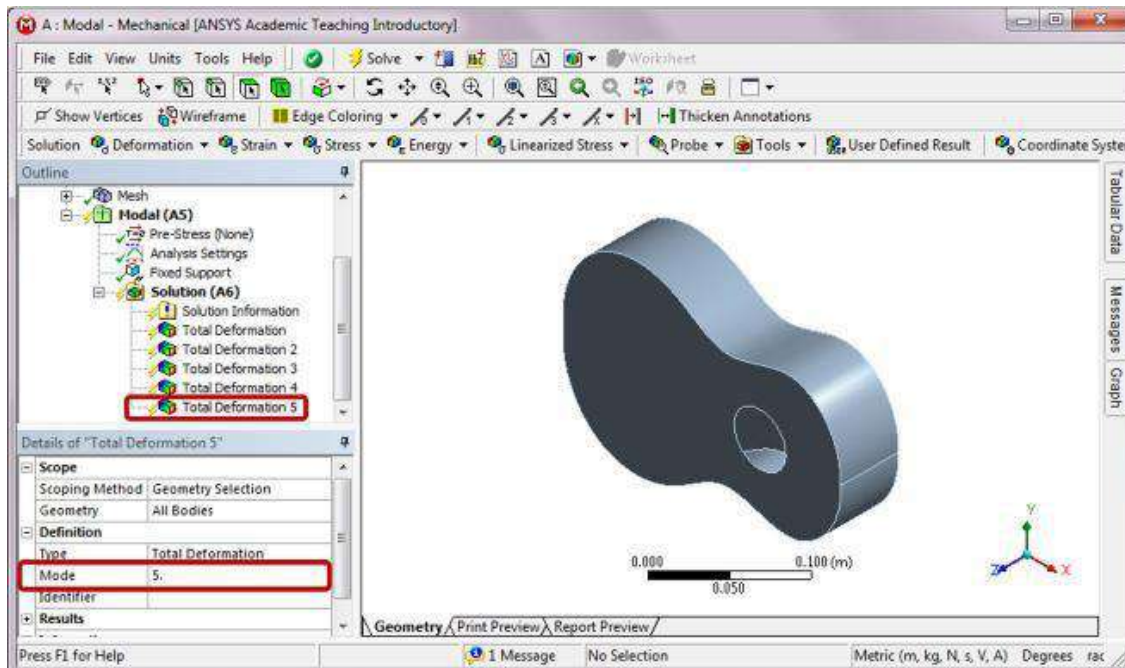 A : Modal - Mechanical [ANSYS Academic Teaching Introductory]
File Edit View Units Tools Help Solve Worksheet
Show Vertices Wireframe Edge Coloring Thicken Annotations
Solution Deformation Strain Stress Energy Linearized Stress Probe Tools User Defined Result Coordinate Syste
Outline
Mesh
Modal (A5)
Pre-Stress (None)
Analysis Settings
Fixed Support
Solution (A6)
Solution Information
Total Deformation
Total Deformation 2
Total Deformation 3
Total Deformation 4
Total Deformation 5
Details of "Total Deformation 5"
Scope
Scoping Method Geometry Selection
Geometry All Bodies
Definition
Type Total Deformation
Mode 5.
Identifier
Results
0.000 0.100 (m)
0.050
Y
Z X
Tabular Data
Messages
Graph
Geometry Print Preview Report Preview
Press F1 for Help 1 Message No Selection Metric (m, kg, N, s, V, A) Degrees rac